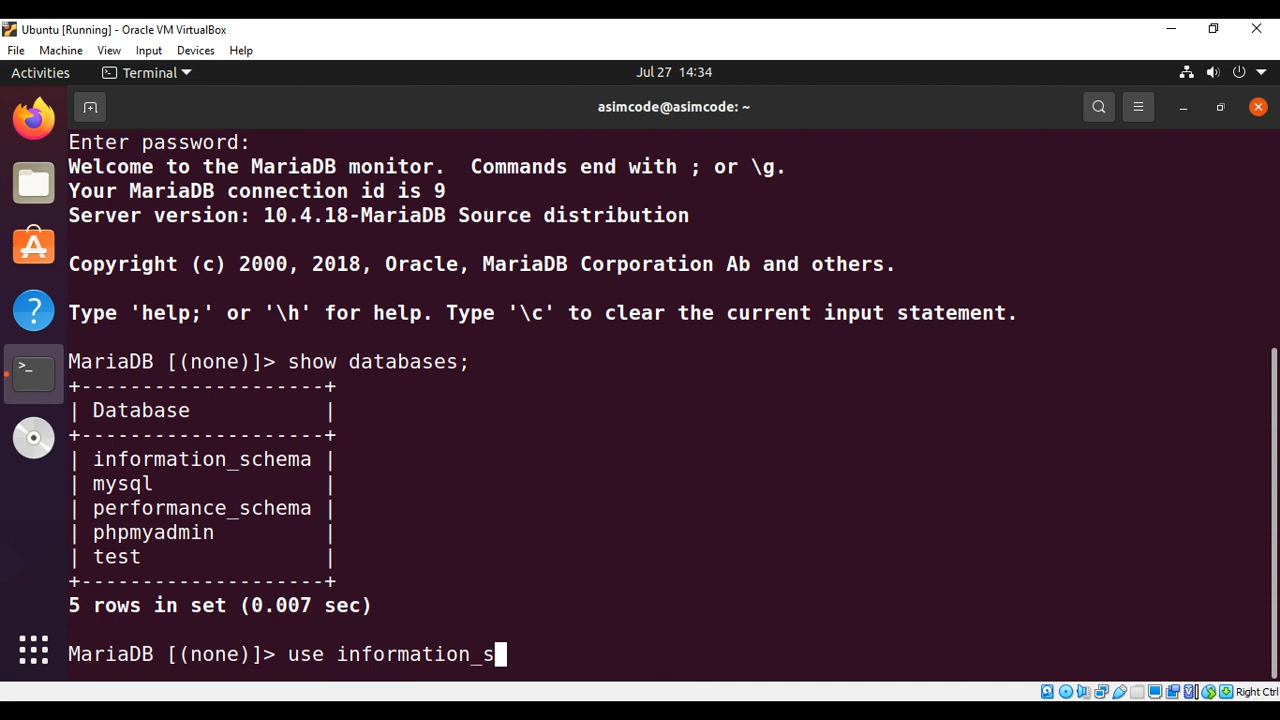 Ubuntu [Running] - Oracle VM VirtualBox
File Machine View Input Devices Help
Activities Terminal Jul 27 14:34
asimcode@asimcode: ~
Enter password:
Welcome to the MariaDB monitor.  Commands end with ; or \g.
Your MariaDB connection id is 9
Server version: 10.4.18-MariaDB Source distribution
Copyright (c) 2000, 2018, Oracle, MariaDB Corporation Ab and others.
Type 'help;' or '\h' for help. Type '\c' to clear the current input statement.
MariaDB [(none)]> show databases;
+--------------------+
| Database           |
+--------------------+
| information_schema |
| mysql              |
| performance_schema |
| phpmyadmin         |
| test               |
+--------------------+
5 rows in set (0.007 sec)
MariaDB [(none)]> use information_s
Right Ctrl